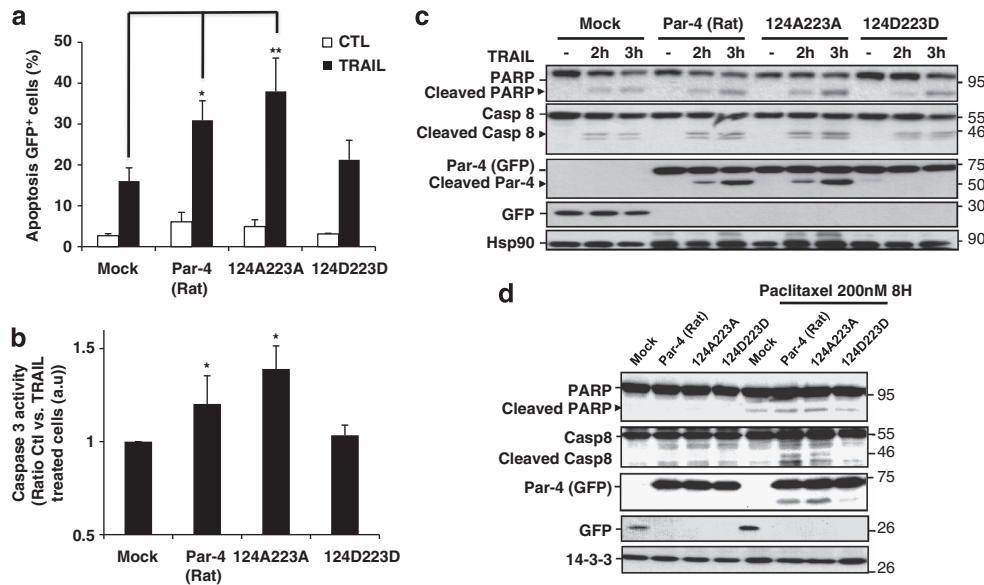 a
Apoptosis GFP⁺ cells (%)
50
40
30
20
10
0
CTL
TRAIL
*
**
Mock
Par-4
(Rat)
124A223A
124D223D
b
Caspase 3 activity
(Ratio Ctl vs. TRAIL
treated cells (a.u))
1.5
1
0.5
*
*
Mock
Par-4
(Rat)
124A223A
124D223D
c
Mock Par-4 (Rat) 124A223A 124D223D
TRAIL - 2h 3h - 2h 3h - 2h 3h - 2h 3h
PARP
Cleaved PARP
95
Casp 8
55
Cleaved Casp 8
46
Par-4 (GFP)
75
Cleaved Par-4
50
GFP
30
Hsp90
90
d
Paclitaxel 200nM 8H
Mock Par-4 (Rat) 124A223A 124D223D Mock Par-4 (Rat) 124A223A 124D223D
PARP
95
Cleaved PARP
Casp8
55
Cleaved Casp8
46
75
Par-4 (GFP)
GFP
26
14-3-3
26